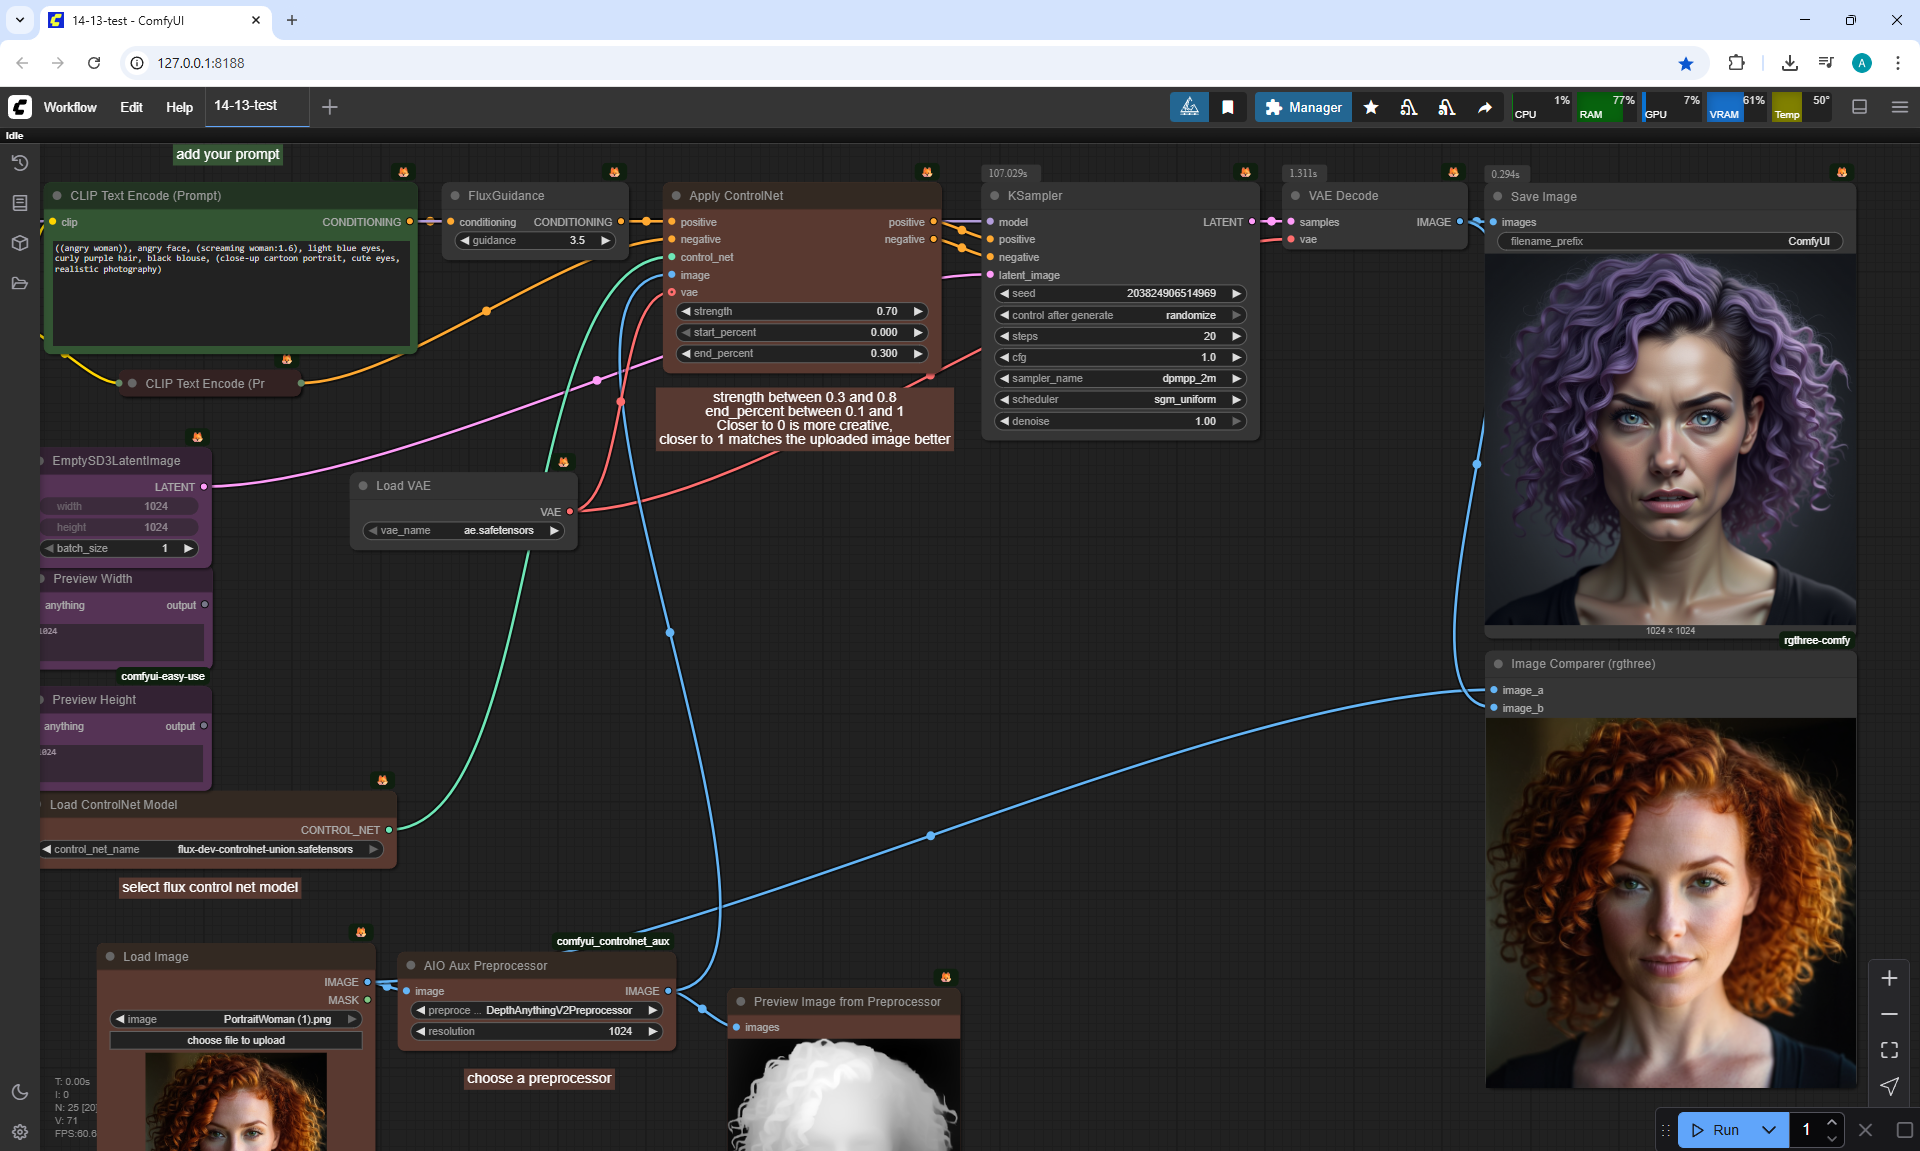 14-13-test - ComfyUI
127.0.0.1:8188
A
Workflow
Edit
Help
14-13-test
Manager
CPU 1%
RAM 77%
GPU 7%
VRAM 61%
Temp 50°
Idle
add your prompt
CLIP Text Encode (Prompt)
clip
CONDITIONING
((angry woman)), angry face, (screaming woman:1.6), light blue eyes,
curly purple hair, black blouse, (close-up cartoon portrait, cute eyes,
realistic photography)
FluxGuidance
conditioning CONDITIONING
guidance 3.5
Apply ControlNet
positive positive
negative negative
control_net
image
vae
strength 0.70
start_percent 0.000
end_percent 0.300
strength between 0.3 and 0.8
end_percent between 0.1 and 1
Closer to 0 is more creative,
closer to 1 matches the uploaded image better
107.029s
KSampler
model LATENT
positive
negative
latent_image
seed 203824906514969
control after generate randomize
steps 20
cfg 1.0
sampler_name dpmpp_2m
scheduler sgm_uniform
denoise 1.00
1.311s
VAE Decode
samples IMAGE
vae
0.294s
Save Image
images
filename_prefix ComfyUI
1024 × 1024
rgthree-comfy
Image Comparer (rgthree)
image_a
image_b
CLIP Text Encode (Pr
EmptySD3LatentImage
LATENT
width 1024
height 1024
batch_size 1
Preview Width
anything output
1024
comfyui-easy-use
Preview Height
anything output
1024
Load VAE
VAE
vae_name ae.safetensors
Load ControlNet Model
CONTROL_NET
control_net_name flux-dev-controlnet-union.safetensors
select flux control net model
Load Image
IMAGE
MASK
image PortraitWoman (1).png
choose file to upload
comfyui_controlnet_aux
AIO Aux Preprocessor
image IMAGE
preproce ... DepthAnythingV2Preprocessor
resolution 1024
choose a preprocessor
Preview Image from Preprocessor
images
T: 0.00s
I: 0
N: 25 [20]
V: 71
FPS:60.6
Run
1